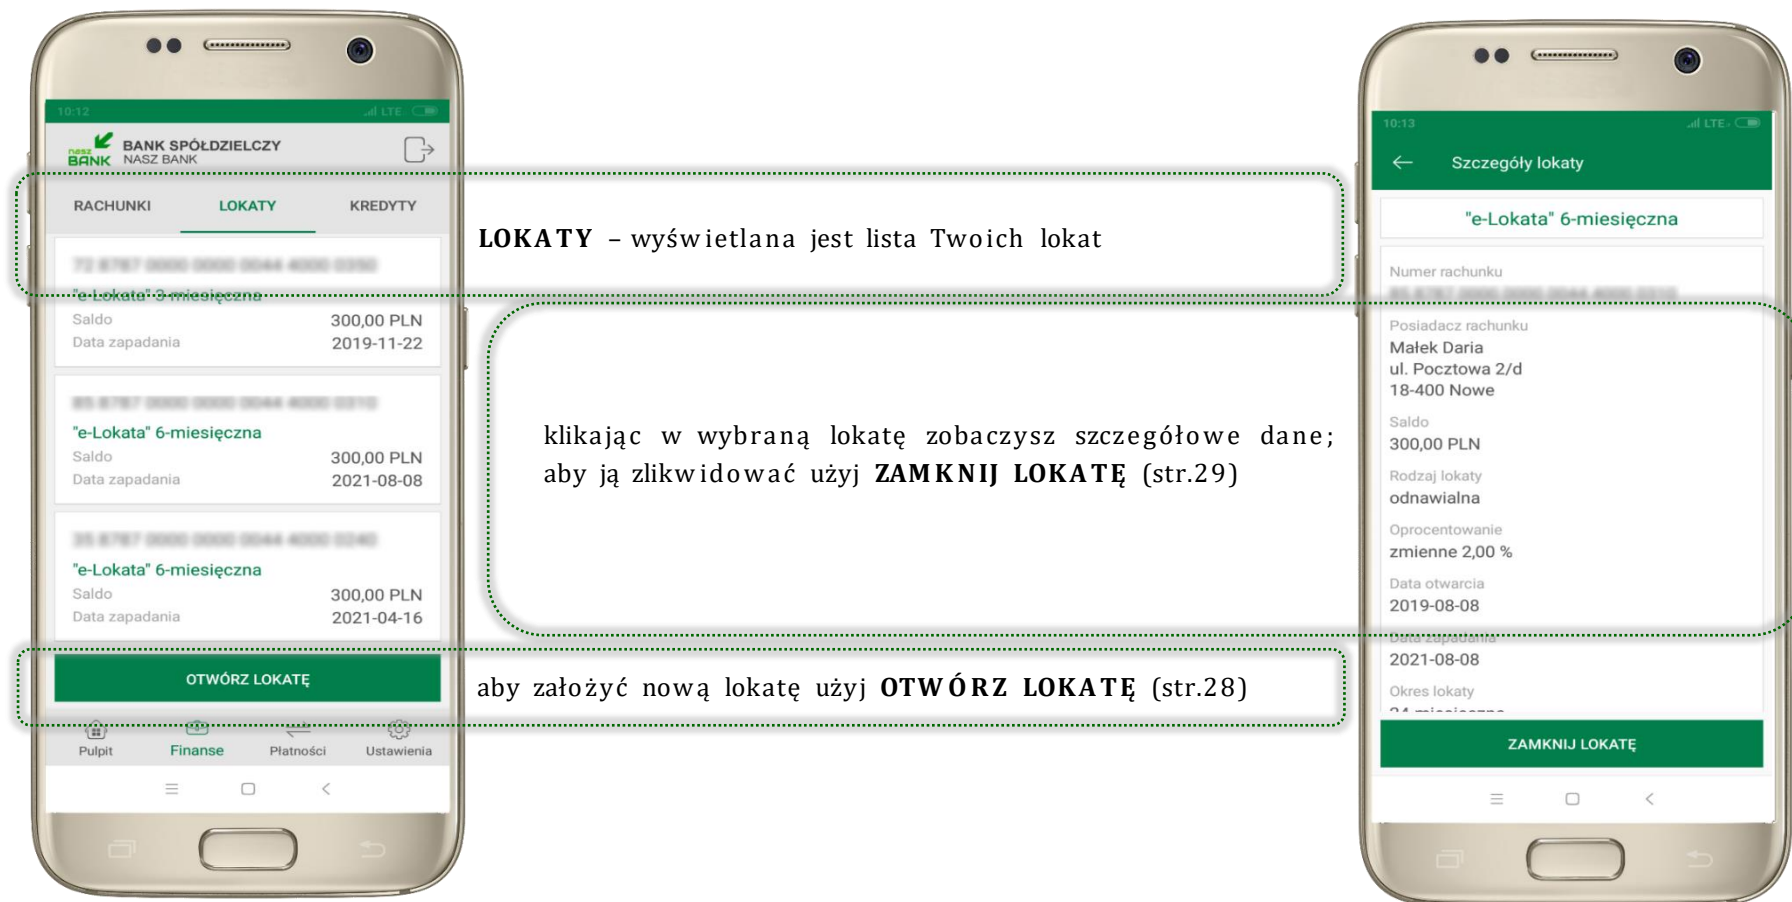 10:12
LTE
nasz
BANK
BANK SPÓŁDZIELCZY
NASZ BANK
RACHUNKI LOKATY KREDYTY
"e-Lokata" 3-miesięczna
Saldo 300,00 PLN
Data zapadania 2019-11-22
"e-Lokata" 6-miesięczna
Saldo 300,00 PLN
Data zapadania 2021-08-08
"e-Lokata" 6-miesięczna
Saldo 300,00 PLN
Data zapadania 2021-04-16
OTWÓRZ LOKATĘ
Pulpit Finanse Płatności Ustawienia
LOKATY – wyświetlana jest lista Twoich lokat
klikając w wybraną lokatę zobaczysz szczegółowe dane;
aby ją zlikwidować użyj ZAMKNIJ LOKATĘ (str.29)
aby założyć nową lokatę użyj OTWÓRZ LOKATĘ (str.28)
10:13
LTE
Szczegóły lokaty
"e-Lokata" 6-miesięczna
Numer rachunku
Posiadacz rachunku
Małek Daria
ul. Pocztowa 2/d
18-400 Nowe
Saldo
300,00 PLN
Rodzaj lokaty
odnawialna
Oprocentowanie
zmienne 2,00 %
Data otwarcia
2019-08-08
Data zapadania
2021-08-08
Okres lokaty
ZAMKNIJ LOKATĘ